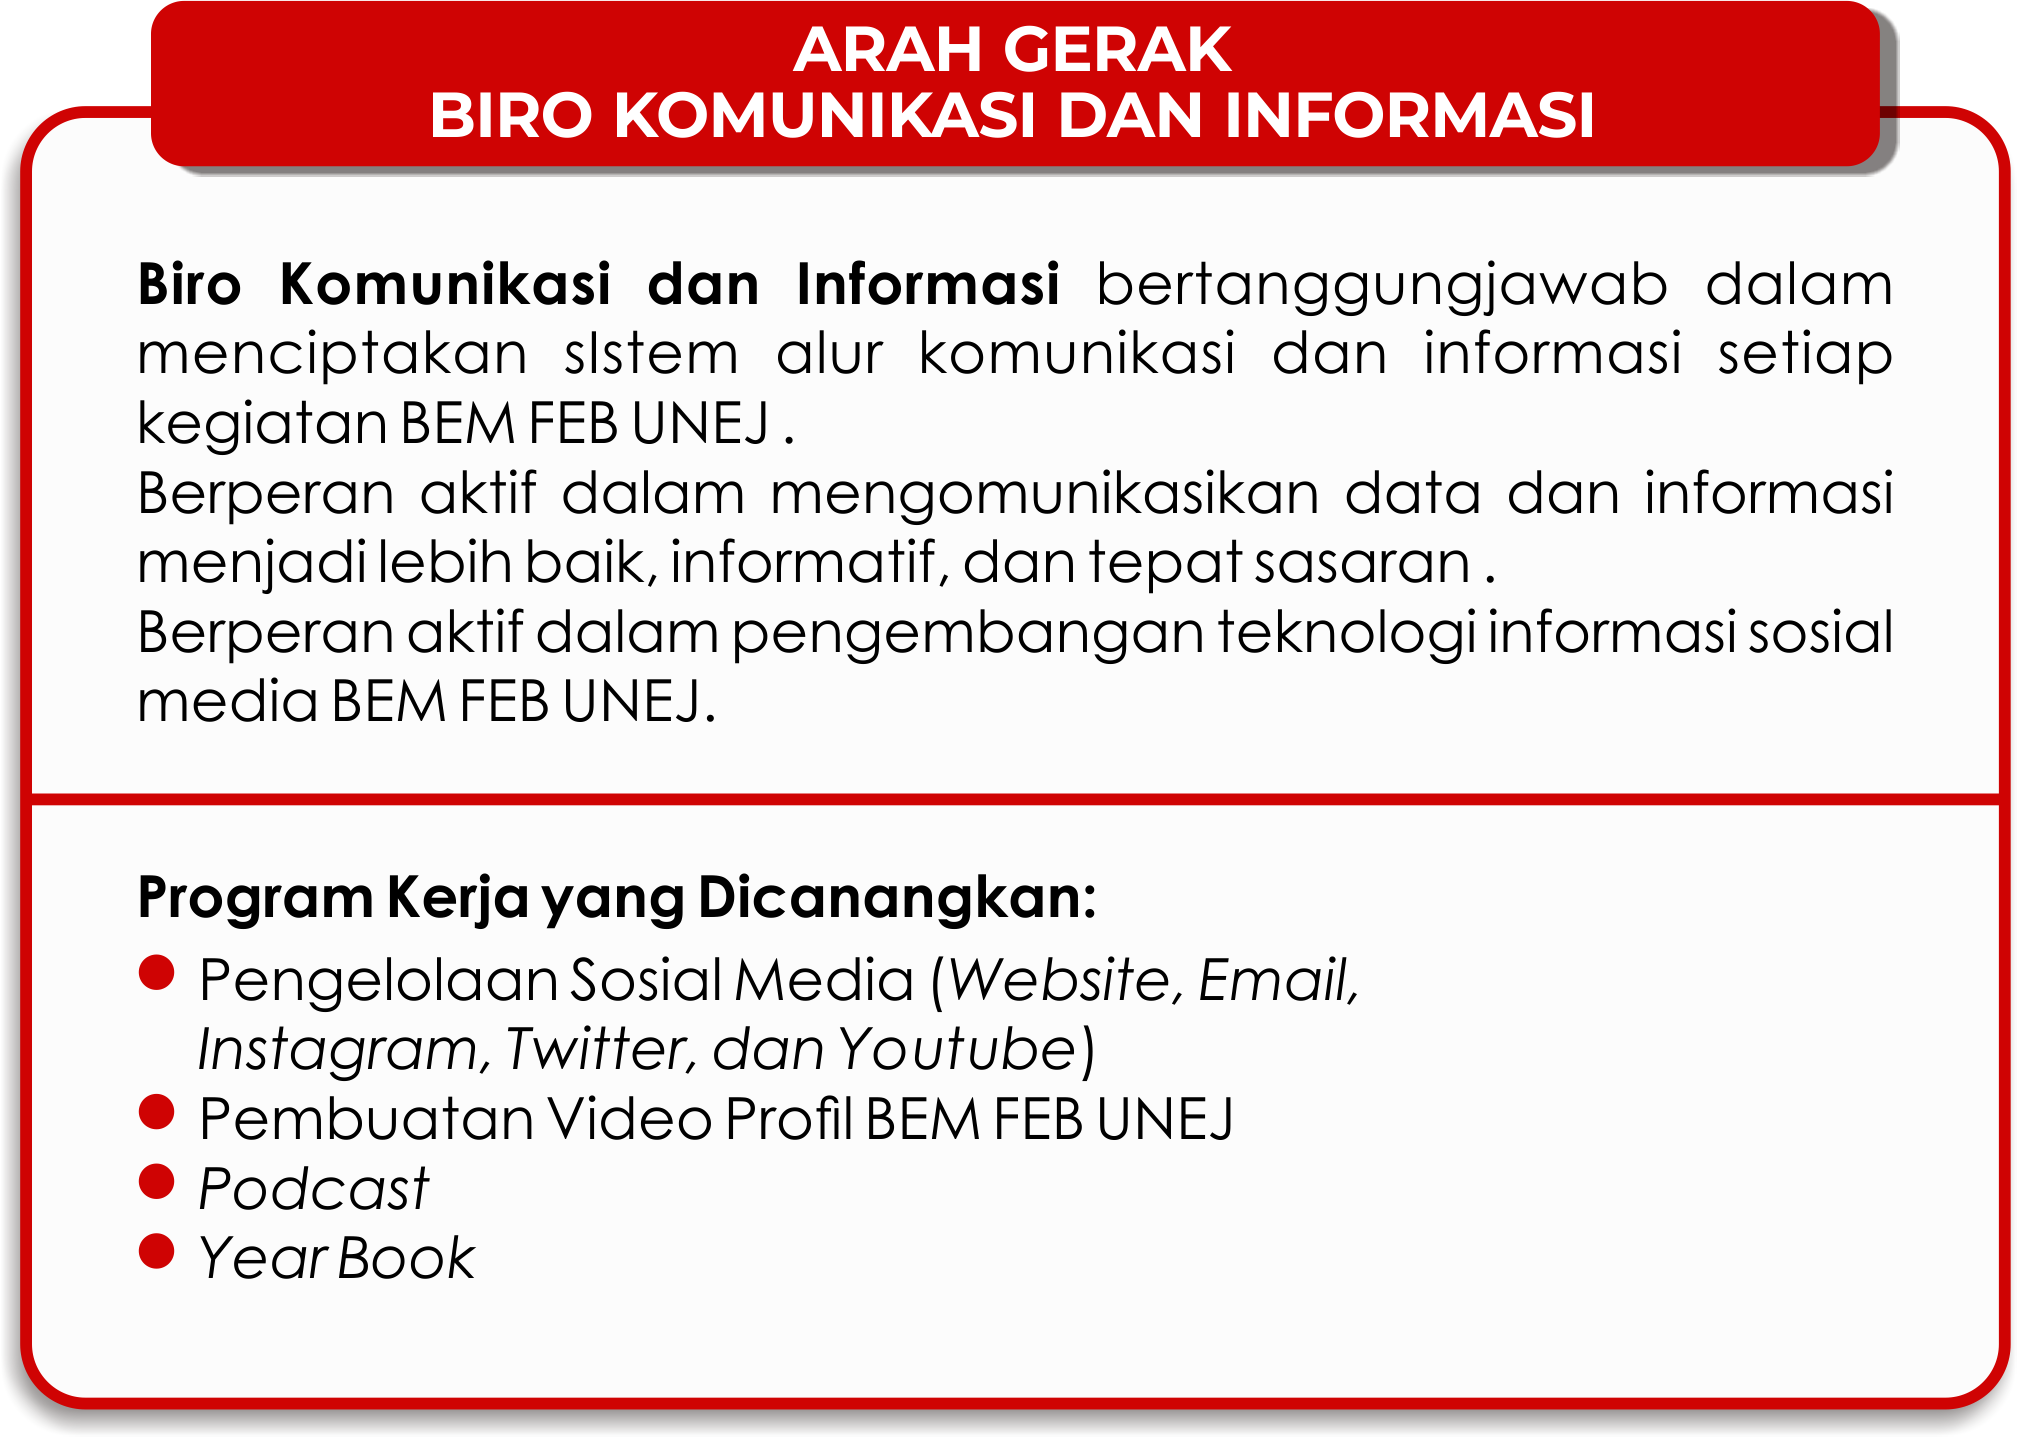 ARAH GERAK
BIRO KOMUNIKASI DAN INFORMASI
Biro Komunikasi dan Informasi bertanggungjawab dalam
menciptakan sIstem alur komunikasi dan informasi setiap
kegiatan BEM FEB UNEJ .
Berperan aktif dalam mengomunikasikan data dan informasi
menjadi lebih baik, informatif, dan tepat sasaran .
Berperan aktif dalam pengembangan teknologi informasi sosial
media BEM FEB UNEJ.
Program Kerja yang Dicanangkan:
● Pengelolaan Sosial Media (Website, Email,
Instagram, Twitter, dan Youtube)
● Pembuatan Video Profil BEM FEB UNEJ
● Podcast
● Year Book